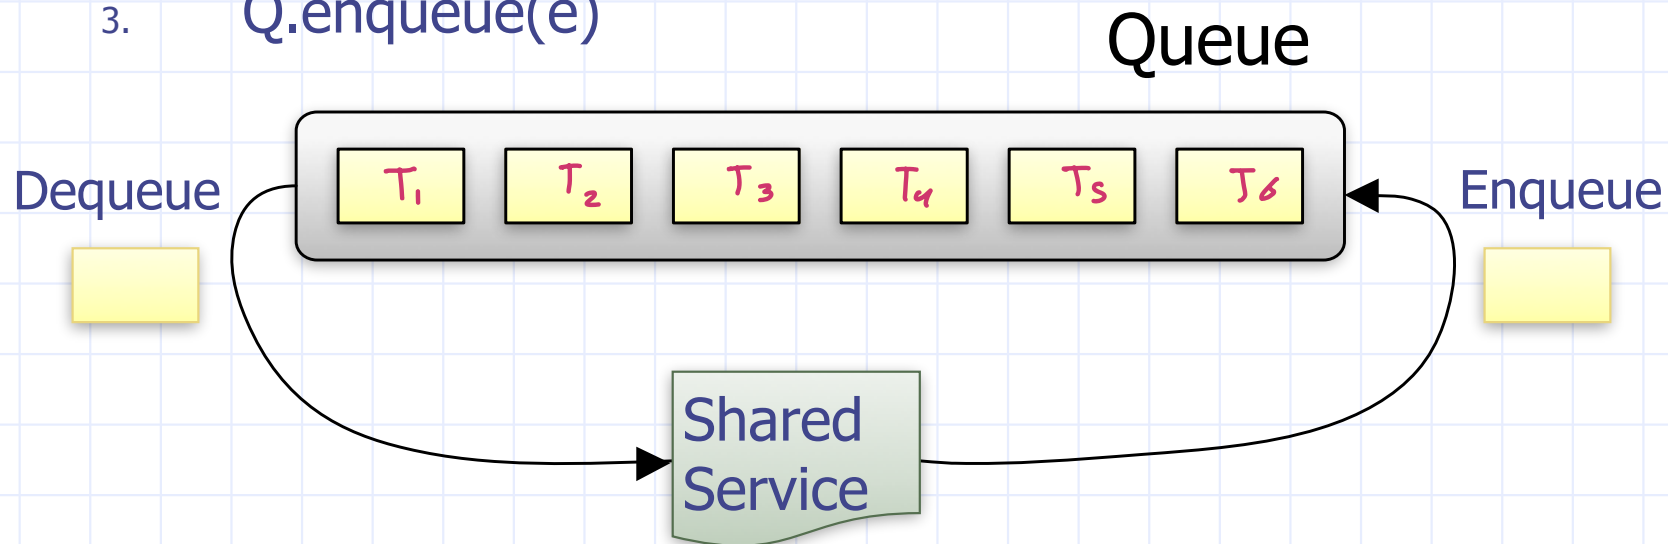 3. Q.enqueue(e)
Queue
T1 T2 T3 T4 T5 T6
Dequeue
Enqueue
Shared
Service